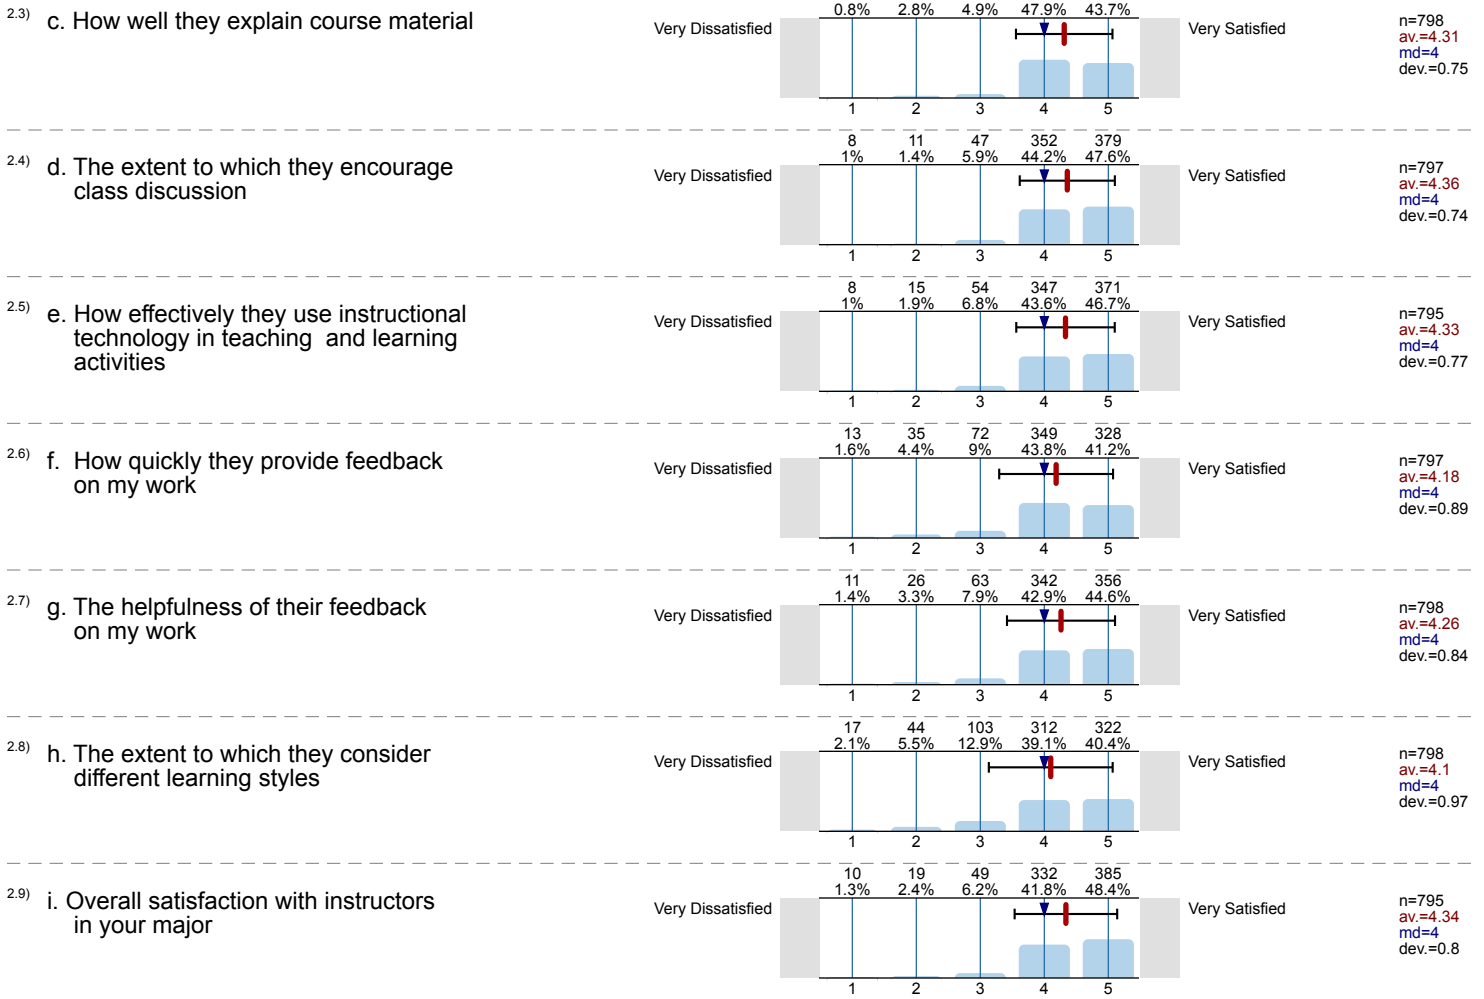 0.8% 2.8% 4.9% 47.9% 43.7%
2.3) c. How well they explain course material Very Dissatisfied Very Satisfied n=798
av.=4.31
md=4
dev.=0.75
1 2 3 4 5
8 11 47 352 379
1% 1.4% 5.9% 44.2% 47.6%
2.4) d. The extent to which they encourage Very Dissatisfied Very Satisfied n=797
class discussion av.=4.36
md=4
dev.=0.74
1 2 3 4 5
8 15 54 347 371
1% 1.9% 6.8% 43.6% 46.7%
2.5) e. How effectively they use instructional Very Dissatisfied Very Satisfied n=795
technology in teaching and learning av.=4.33
activities md=4
dev.=0.77
1 2 3 4 5
13 35 72 349 328
1.6% 4.4% 9% 43.8% 41.2%
2.6) f. How quickly they provide feedback Very Dissatisfied Very Satisfied n=797
on my work av.=4.18
md=4
dev.=0.89
1 2 3 4 5
11 26 63 342 356
1.4% 3.3% 7.9% 42.9% 44.6%
2.7) g. The helpfulness of their feedback Very Dissatisfied Very Satisfied n=798
on my work av.=4.26
md=4
dev.=0.84
1 2 3 4 5
17 44 103 312 322
2.1% 5.5% 12.9% 39.1% 40.4%
2.8) h. The extent to which they consider Very Dissatisfied Very Satisfied n=798
different learning styles av.=4.1
md=4
dev.=0.97
1 2 3 4 5
10 19 49 332 385
1.3% 2.4% 6.2% 41.8% 48.4%
2.9) i. Overall satisfaction with instructors Very Dissatisfied Very Satisfied n=795
in your major av.=4.34
md=4
dev.=0.8
1 2 3 4 5